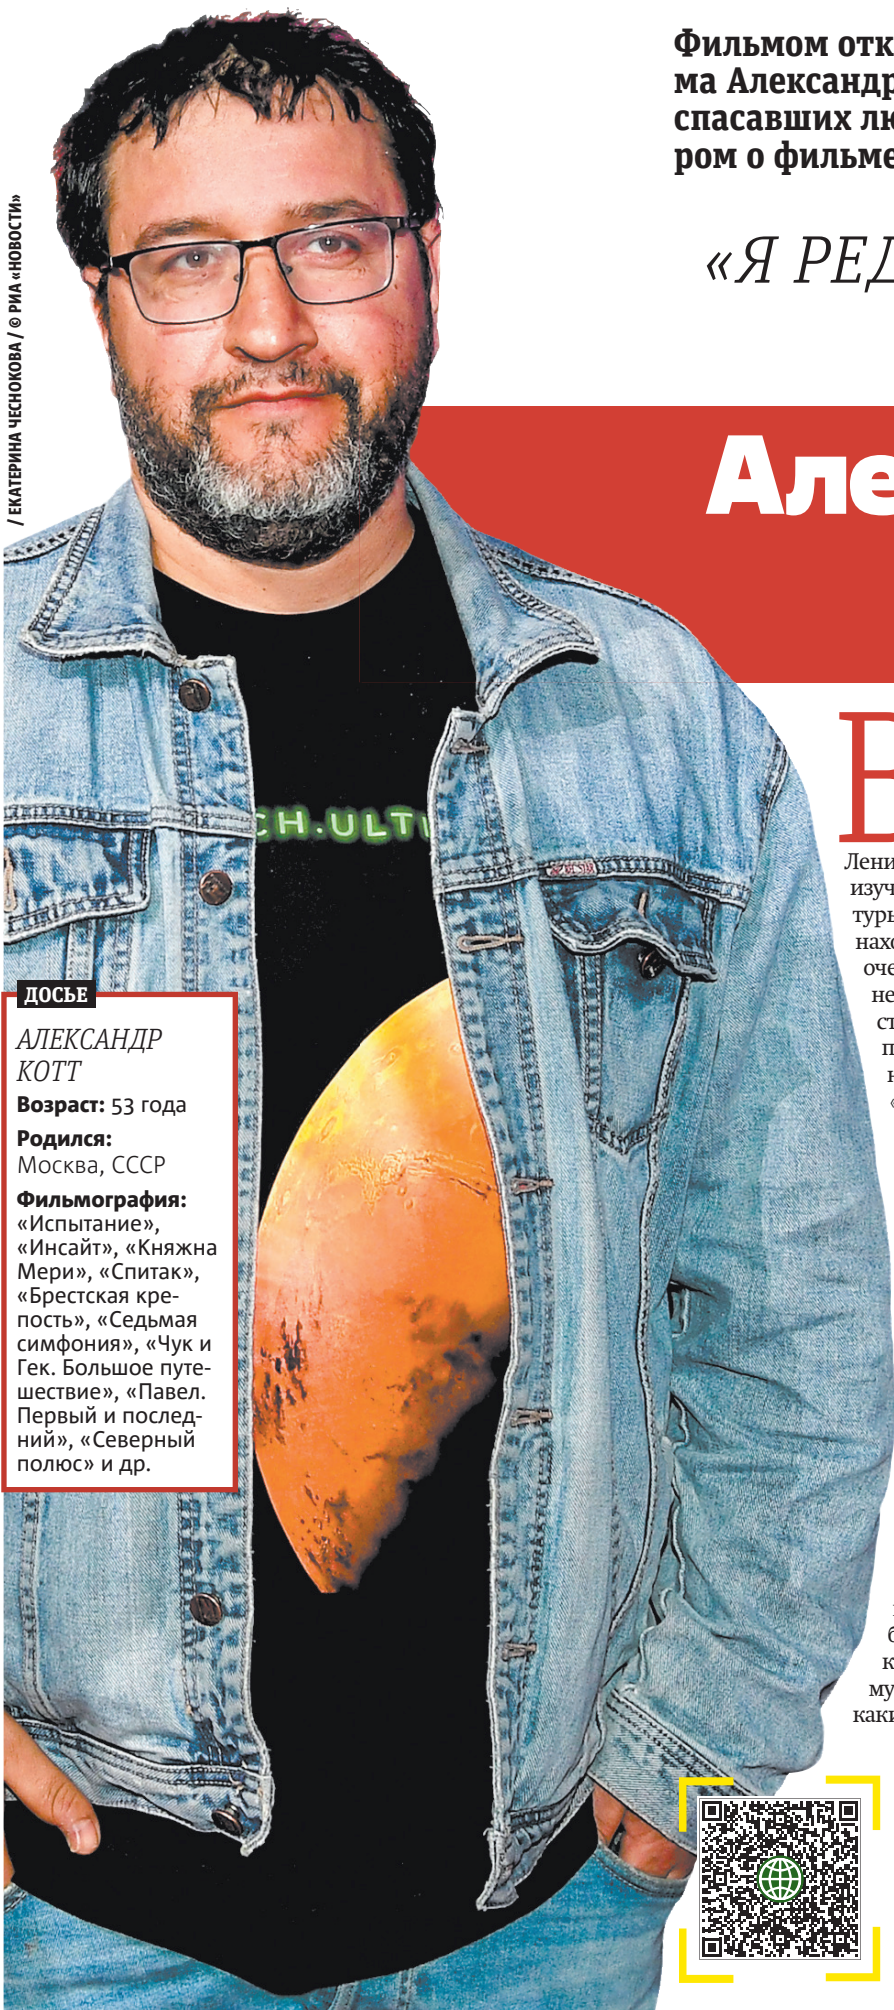 Фильмом отк
ма Александр
спасавших лю
ром о фильме
/ ЕКАТЕРИНА ЧЕСНОКОВА / © РИА «НОВОСТИ»
«Я РЕД
Але
В
Лени
изуч
туры
нахо
оче
не
ст
п
н
«
CH.ULTI
ДОСЬЕ
АЛЕКСАНДР
КОТТ
Возраст: 53 года
Родился:
Москва, СССР
Фильмография:
«Испытание»,
«Инсайт», «Княжна
Мери», «Спитак»,
«Брестская кре-
пость», «Седьмая
симфония», «Чук и
Гек. Большое путе-
шествие», «Павел.
Первый и послед-
ний», «Северный
полюс» и др.
б
к
му
каки